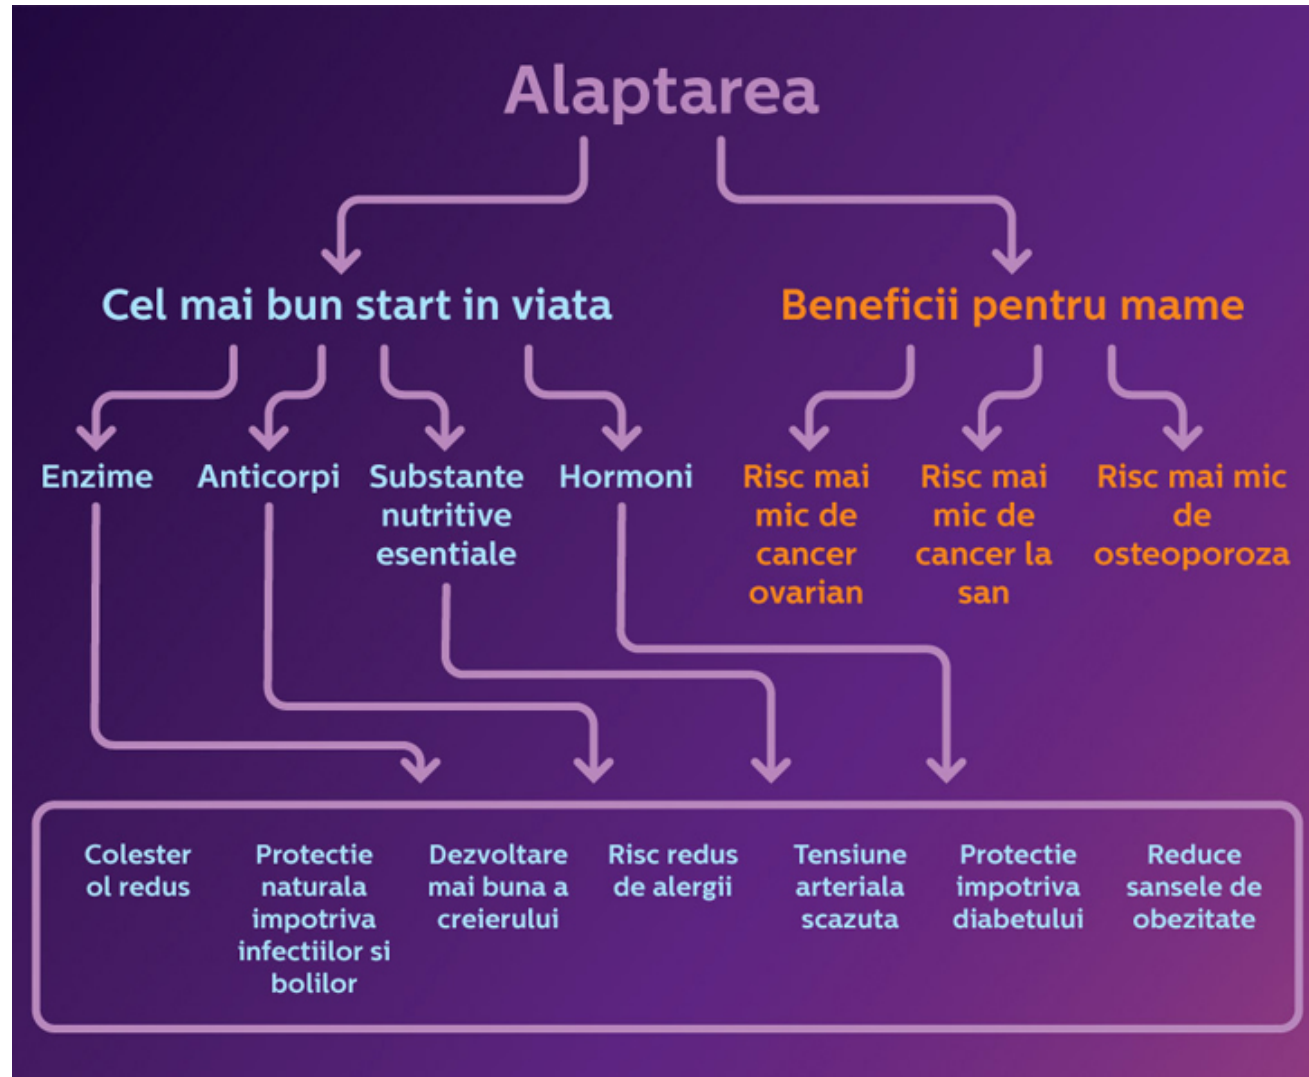 Alaptarea
Cel mai bun start in viata
Beneficii pentru mame
Enzime
Anticorpi
Substante
nutritive
esentiale
Hormoni
Risc mai
mic de
cancer
ovarian
Risc mai
mic de
cancer la
san
Risc mai mic
de
osteoporoza
Colester
ol redus
Protectie
naturala
impotriva
infectiilor si
bolilor
Dezvoltare
mai buna a
creierului
Risc redus
de alergii
Tensiune
arteriala
scazuta
Protectie
impotriva
diabetului
Reduce
sansele de
obezitate